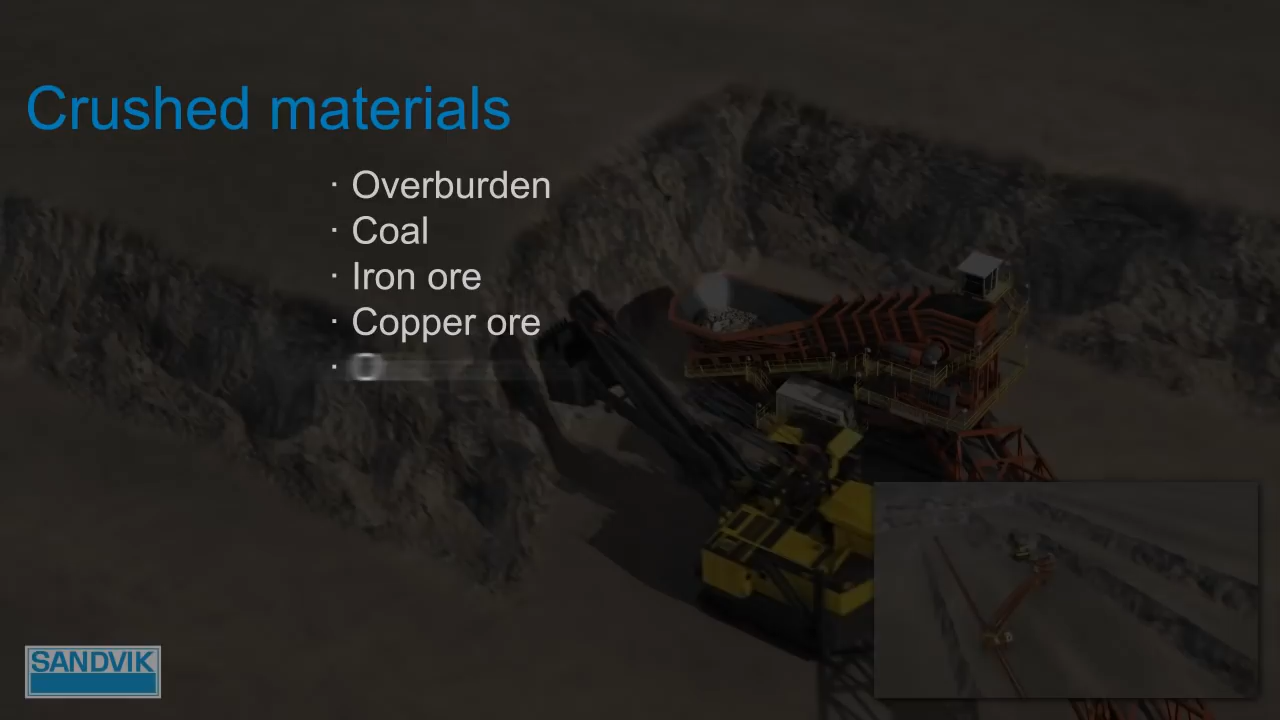 Crushed materials
· Overburden
· Coal
· Iron ore
· Copper ore
·
SANDVIK